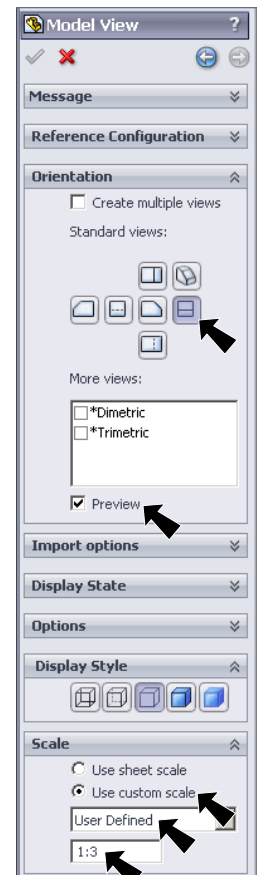 Model View ?
Message
Reference Configuration
Orientation
Create multiple views
Standard views:
More views:
*Dimetric
*Trimetric
Preview
Import options
Display State
Options
Display Style
Scale
Use sheet scale
Use custom scale
User Defined
1:3